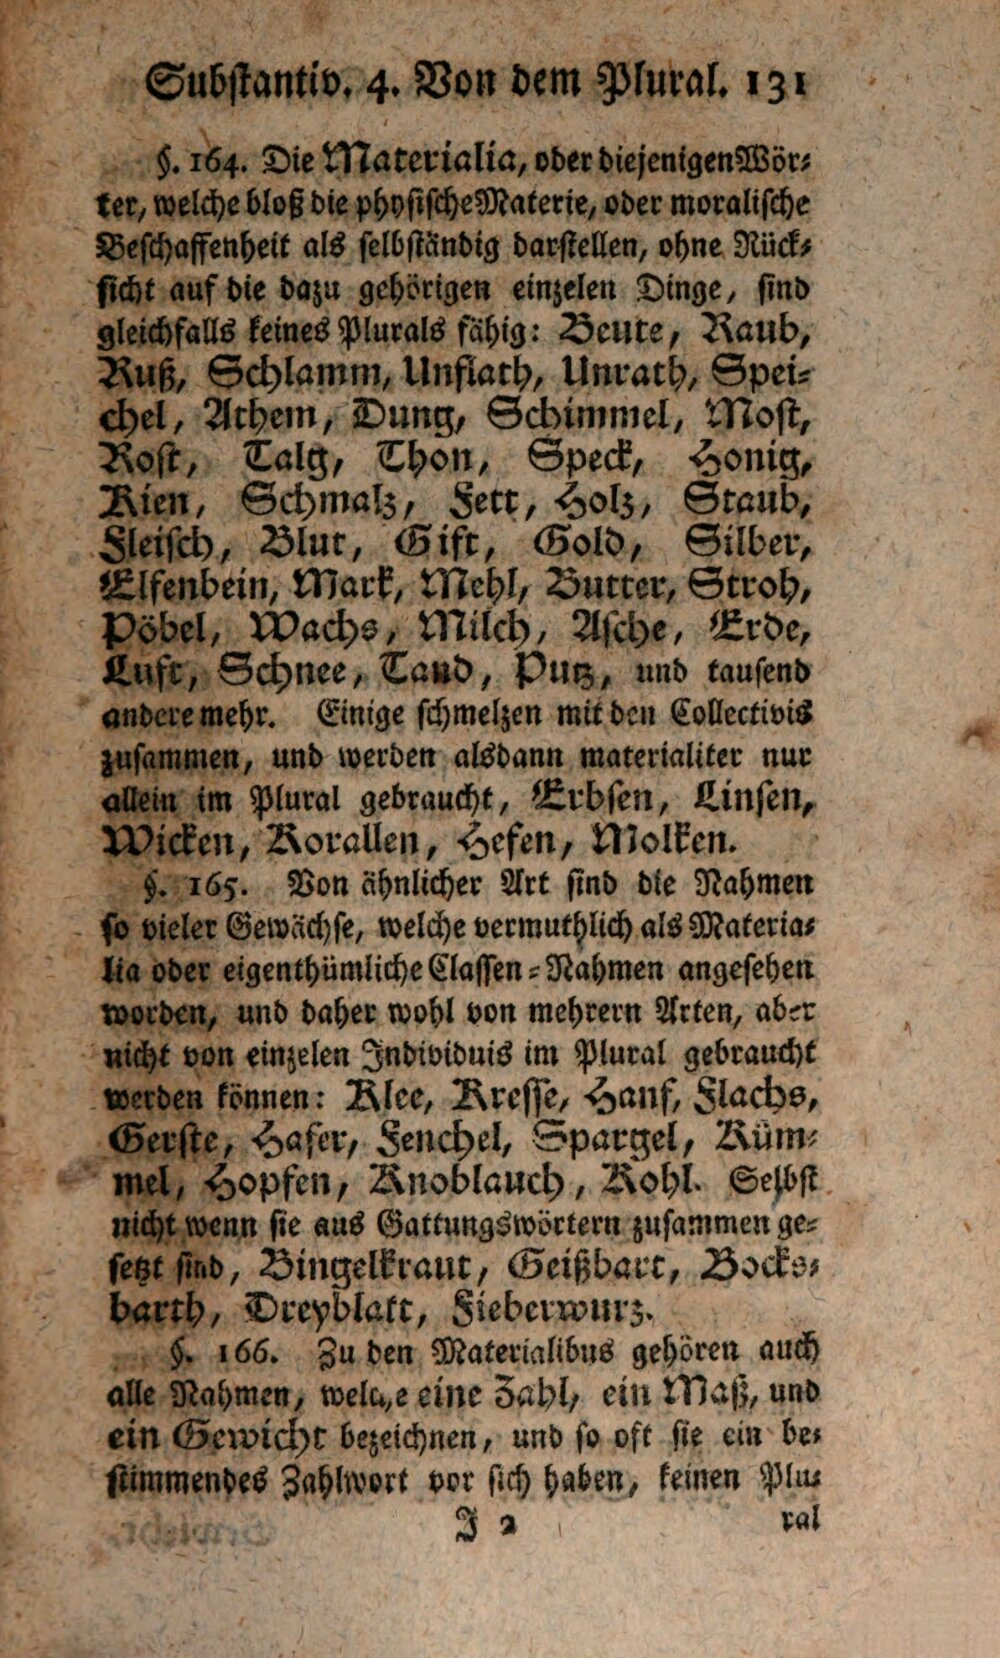 Substantiv. 4. Von dem Plural. 131
§. 164. Die Materialia, oder diejenigen Wör⸗
ter, welche bloß die physische Materie, oder moralische
Beschaffenheit als selbständig darstellen, ohne Rück⸗
sicht auf die dazu gehörigen einzelen Dinge, sind
gleichfalls keines Plurals fähig: Beute, Raub,
Ruß, Schlamm, Unflath, Unrath, Spei⸗
chel, Athem, Dung, Schimmel, Most,
Rost, Talg, Thon, Speck, Honig,
Kien, Schmalz, Fett, Holz, Staub,
Fleisch, Blut, Gift, Gold, Silber,
Elfenbein, Mark, Mehl, Butter, Stroh,
Pöbel, Wachs, Milch, Asche, Erde,
Luft, Schnee, Tand, Putz, und tausend
andere mehr. Einige schmelzen mit den Collectivis
zusammen, und werden alsdann materialiter nur
allein im Plural gebraucht, Erbsen, Linsen,
Wicken, Korallen, Hefen, Molken.
§. 165. Von ähnlicher Art sind die Nahmen
so vieler Gewächse, welche vermuthlich als Materia⸗
lia oder eigenthümliche Classen⸗Nahmen angesehen
worden, und daher wohl von mehrern Arten, aber
nicht von einzelen Individuis im Plural gebraucht
werden können: Klee, Kresse, Hanf, Flachs,
Gerste, Hafer, Fenchel, Spargel, Küm⸗
mel, Hopfen, Knoblauch, Kohl. Selbst
nicht wenn sie aus Gattungswörtern zusammen ge⸗
setzt sind, Bingelkraut, Geißbart, Bocks⸗
barth, Dreyblatt, Fieberwurz.
§. 166. Zu den Materialibus gehören auch
alle Nahmen, welche eine Zahl, ein Maß, und
ein Gewicht bezeichnen, und so oft sie ein be⸗
stimmendes Zahlwort vor sich haben, keinen Plu⸗
J 2 ral